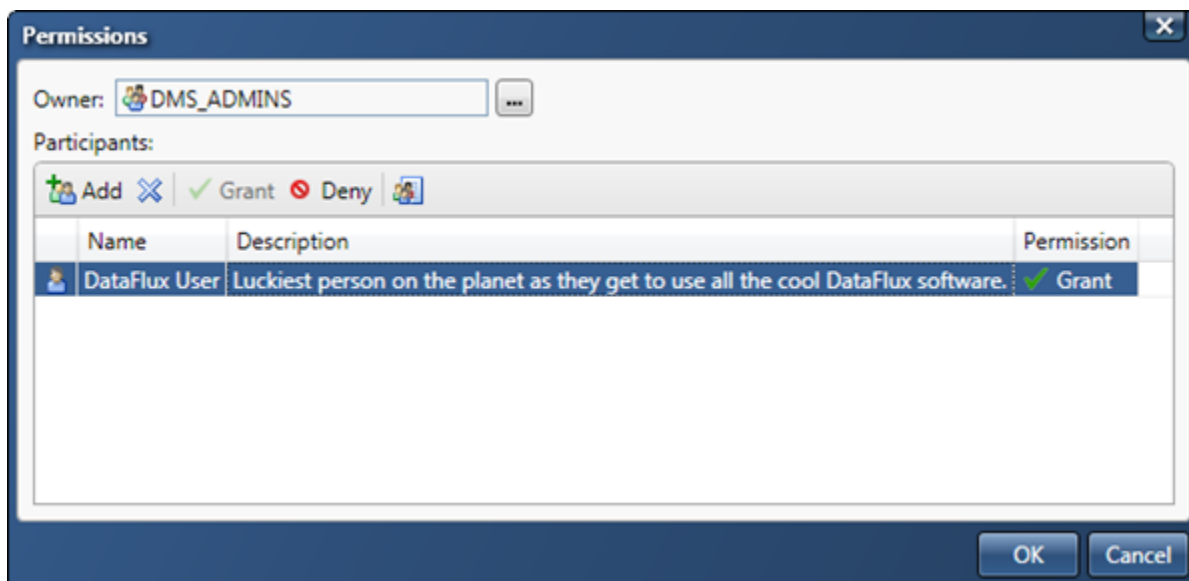 Permissions
Owner: DMS_ADMINS ...
Participants:
Add Grant Deny
Name Description Permission
DataFlux User Luckiest person on the planet as they get to use all the cool DataFlux software. Grant
OK Cancel